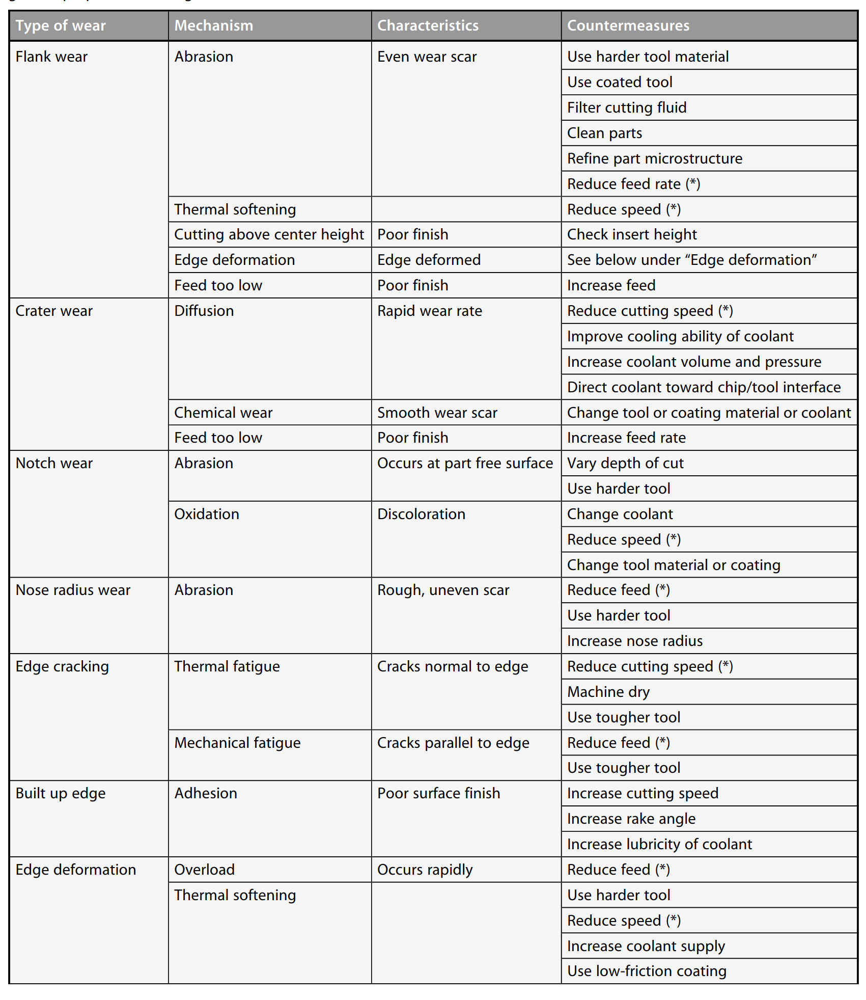 Type of wear Mechanism Characteristics Countermeasures
Flank wear Abrasion Even wear scar Use harder tool material
Use coated tool
Filter cutting fluid
Clean parts
Refine part microstructure
Reduce feed rate (*)
Thermal softening Reduce speed (*)
Cutting above center height Poor finish Check insert height
Edge deformation Edge deformed See below under “Edge deformation”
Feed too low Poor finish Increase feed
Crater wear Diffusion Rapid wear rate Reduce cutting speed (*)
Improve cooling ability of coolant
Increase coolant volume and pressure
Direct coolant toward chip/tool interface
Chemical wear Smooth wear scar Change tool or coating material or coolant
Feed too low Poor finish Increase feed rate
Notch wear Abrasion Occurs at part free surface Vary depth of cut
Use harder tool
Oxidation Discoloration Change coolant
Reduce speed (*)
Change tool material or coating
Nose radius wear Abrasion Rough, uneven scar Reduce feed (*)
Use harder tool
Increase nose radius
Edge cracking Thermal fatigue Cracks normal to edge Reduce cutting speed (*)
Machine dry
Use tougher tool
Mechanical fatigue Cracks parallel to edge Reduce feed (*)
Use tougher tool
Built up edge Adhesion Poor surface finish Increase cutting speed
Increase rake angle
Increase lubricity of coolant
Edge deformation Overload Occurs rapidly Reduce feed (*)
Thermal softening Use harder tool
Reduce speed (*)
Increase coolant supply
Use low-friction coating